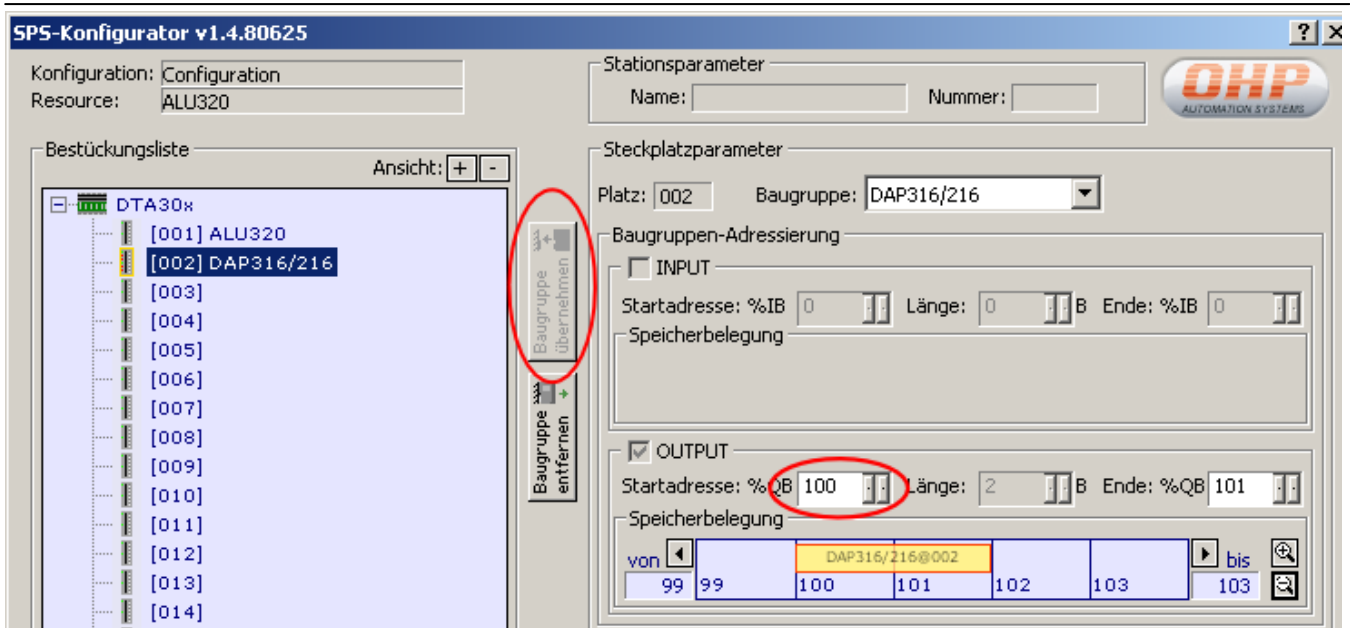 SPS-Konfigurator v1.4.80625
Konfiguration: Configuration
Resource: ALU320
Stationsparameter
Name: Nummer:
OHP
AUTOMATION SYSTEMS
Bestückungsliste
Ansicht: + -
DTA30x
[001] ALU320
[002] DAP316/216
[003]
[004]
[005]
[006]
[007]
[008]
[009]
[010]
[011]
[012]
[013]
[014]
Baugruppe
übernehmen
Baugruppe
entfernen
Steckplatzparameter
Platz: 002 Baugruppe: DAP316/216
Baugruppen-Adressierung
INPUT
Startadresse: %IB 0 Länge: 0 B Ende: %IB 0
Speicherbelegung
OUTPUT
Startadresse: %QB 100 Länge: 2 B Ende: %QB 101
Speicherbelegung
DAP316/216@002
von bis
99 99 100 101 102 103 103